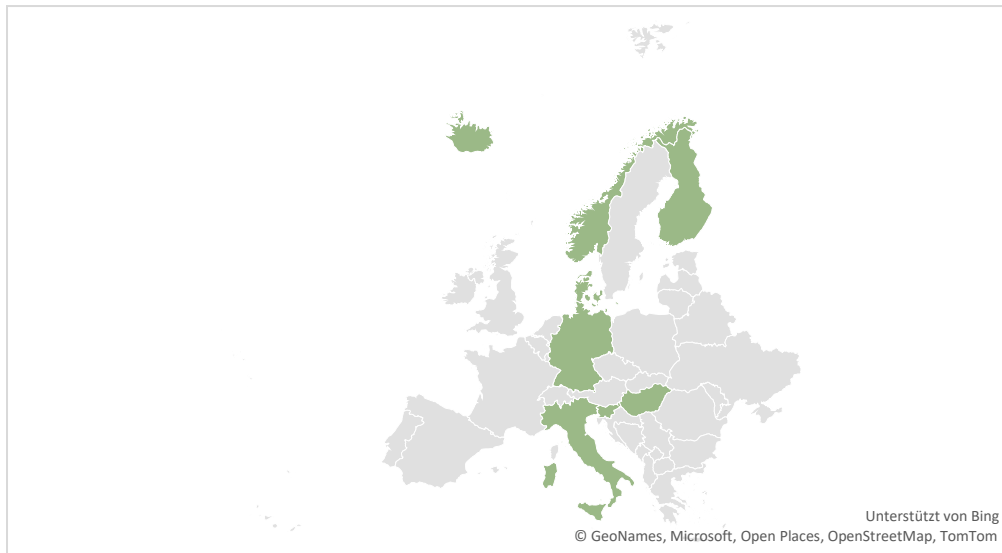 Unterstützt von Bing
© GeoNames, Microsoft, Open Places, OpenStreetMap, TomTom